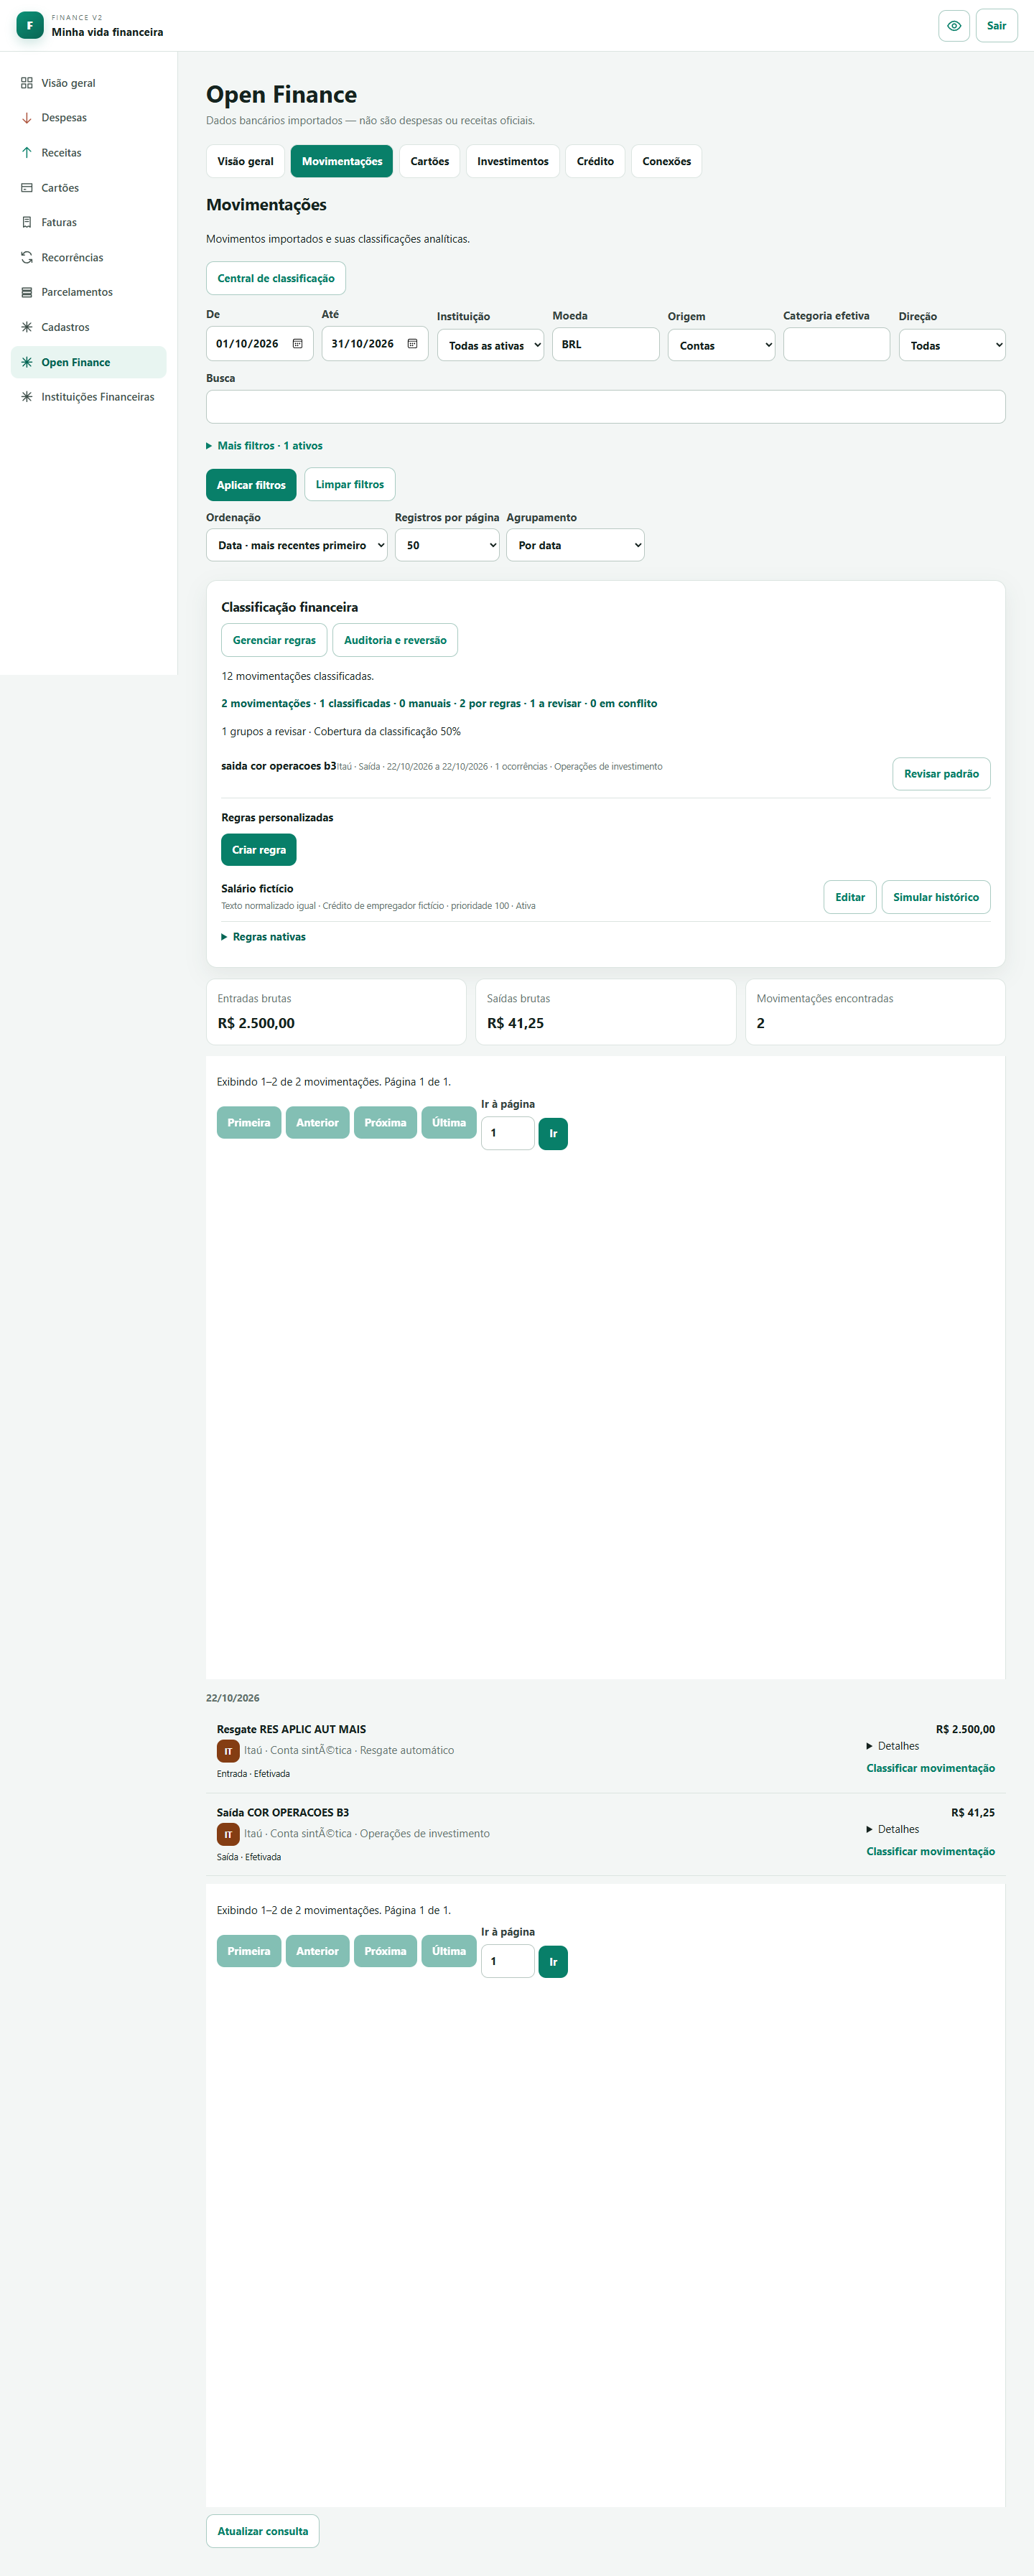 F
FINANCE V2
Minha vida financeira
Sair
Visão geral
Despesas
Receitas
Cartões
Faturas
Recorrências
Parcelamentos
Cadastros
Open Finance
Instituições Financeiras
Open Finance
Dados bancários importados — não são despesas ou receitas oficiais.
Visão geral Movimentações Cartões Investimentos Crédito Conexões
Movimentações
Movimentos importados e suas classificações analíticas.
Central de classificação
De Até Instituição Moeda Origem Categoria efetiva Direção
01/10/2026 31/10/2026 Todas as ativas BRL Contas Todas
Busca
Mais filtros · 1 ativos
Aplicar filtros Limpar filtros
Ordenação Registros por página Agrupamento
Data · mais recentes primeiro 50 Por data
Classificação financeira
Gerenciar regras Auditoria e reversão
12 movimentações classificadas.
2 movimentações · 1 classificadas · 0 manuais · 2 por regras · 1 a revisar · 0 em conflito
1 grupos a revisar · Cobertura da classificação 50%
saida cor operacoes b3Itaú · Saída · 22/10/2026 a 22/10/2026 · 1 ocorrências · Operações de investimento
Revisar padrão
Regras personalizadas
Criar regra
Salário fictício
Texto normalizado igual · Crédito de empregador fictício · prioridade 100 · Ativa
Editar Simular histórico
Regras nativas
Entradas brutas
R$ 2.500,00
Saídas brutas
R$ 41,25
Movimentações encontradas
2
Exibindo 1–2 de 2 movimentações. Página 1 de 1.
Primeira Anterior Próxima Última
Ir à página
1 Ir
22/10/2026
Resgate RES APLIC AUT MAIS
IT Itaú · Conta sintÃ©tica · Resgate automático
Entrada · Efetivada
R$ 2.500,00
Detalhes
Classificar movimentação
Saída COR OPERACOES B3
IT Itaú · Conta sintÃ©tica · Operações de investimento
Saída · Efetivada
R$ 41,25
Detalhes
Classificar movimentação
Exibindo 1–2 de 2 movimentações. Página 1 de 1.
Primeira Anterior Próxima Última
Ir à página
1 Ir
Atualizar consulta